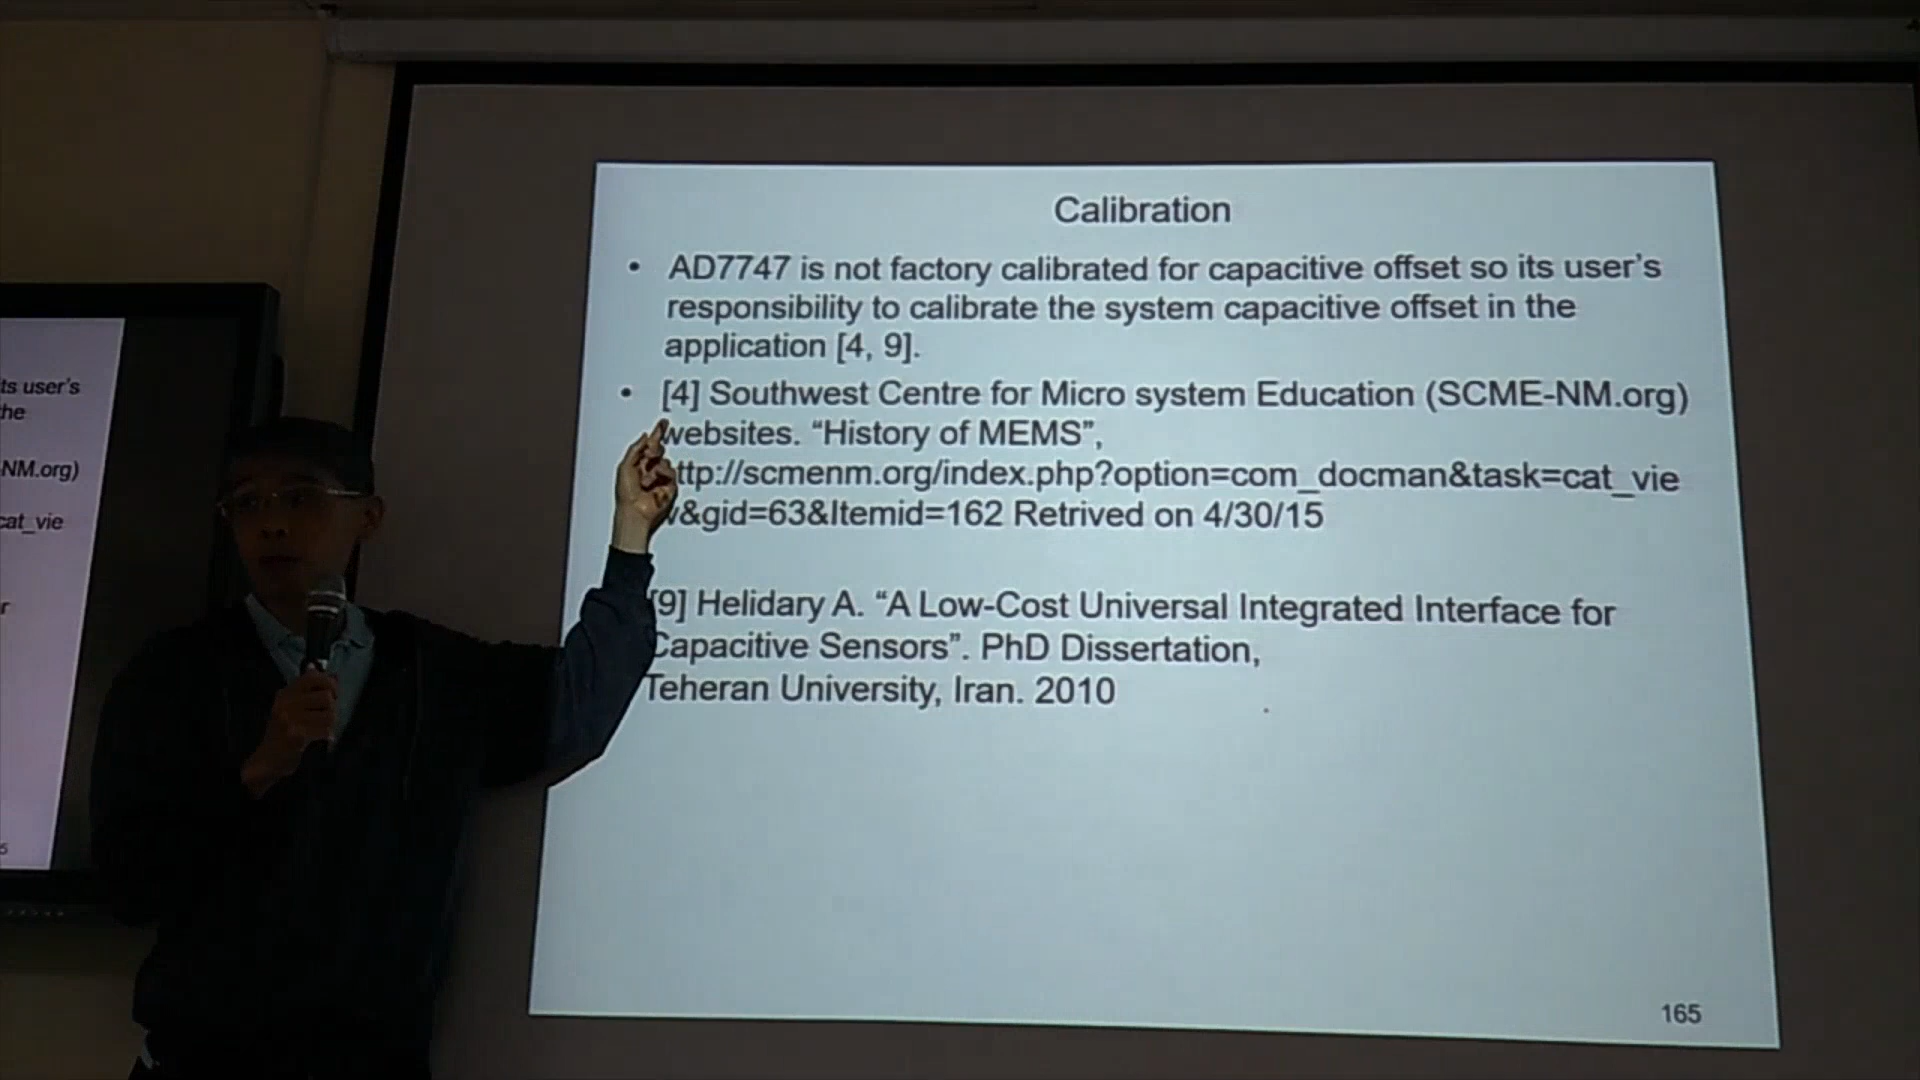 Calibration
• AD7747 is not factory calibrated for capacitive offset so its user's
responsibility to calibrate the system capacitive offset in the
application [4, 9].
• [4] Southwest Centre for Micro system Education (SCME-NM.org)
websites. “History of MEMS”,
ttp://scmenm.org/index.php?option=com_docman&task=cat_vie
w&gid=63&Itemid=162 Retrived on 4/30/15
[9] Helidary A. “A Low-Cost Universal Integrated Interface for
Capacitive Sensors”. PhD Dissertation,
Teheran University, Iran. 2010
165
ts user's
the
NM.org)
cat_vie
r
5